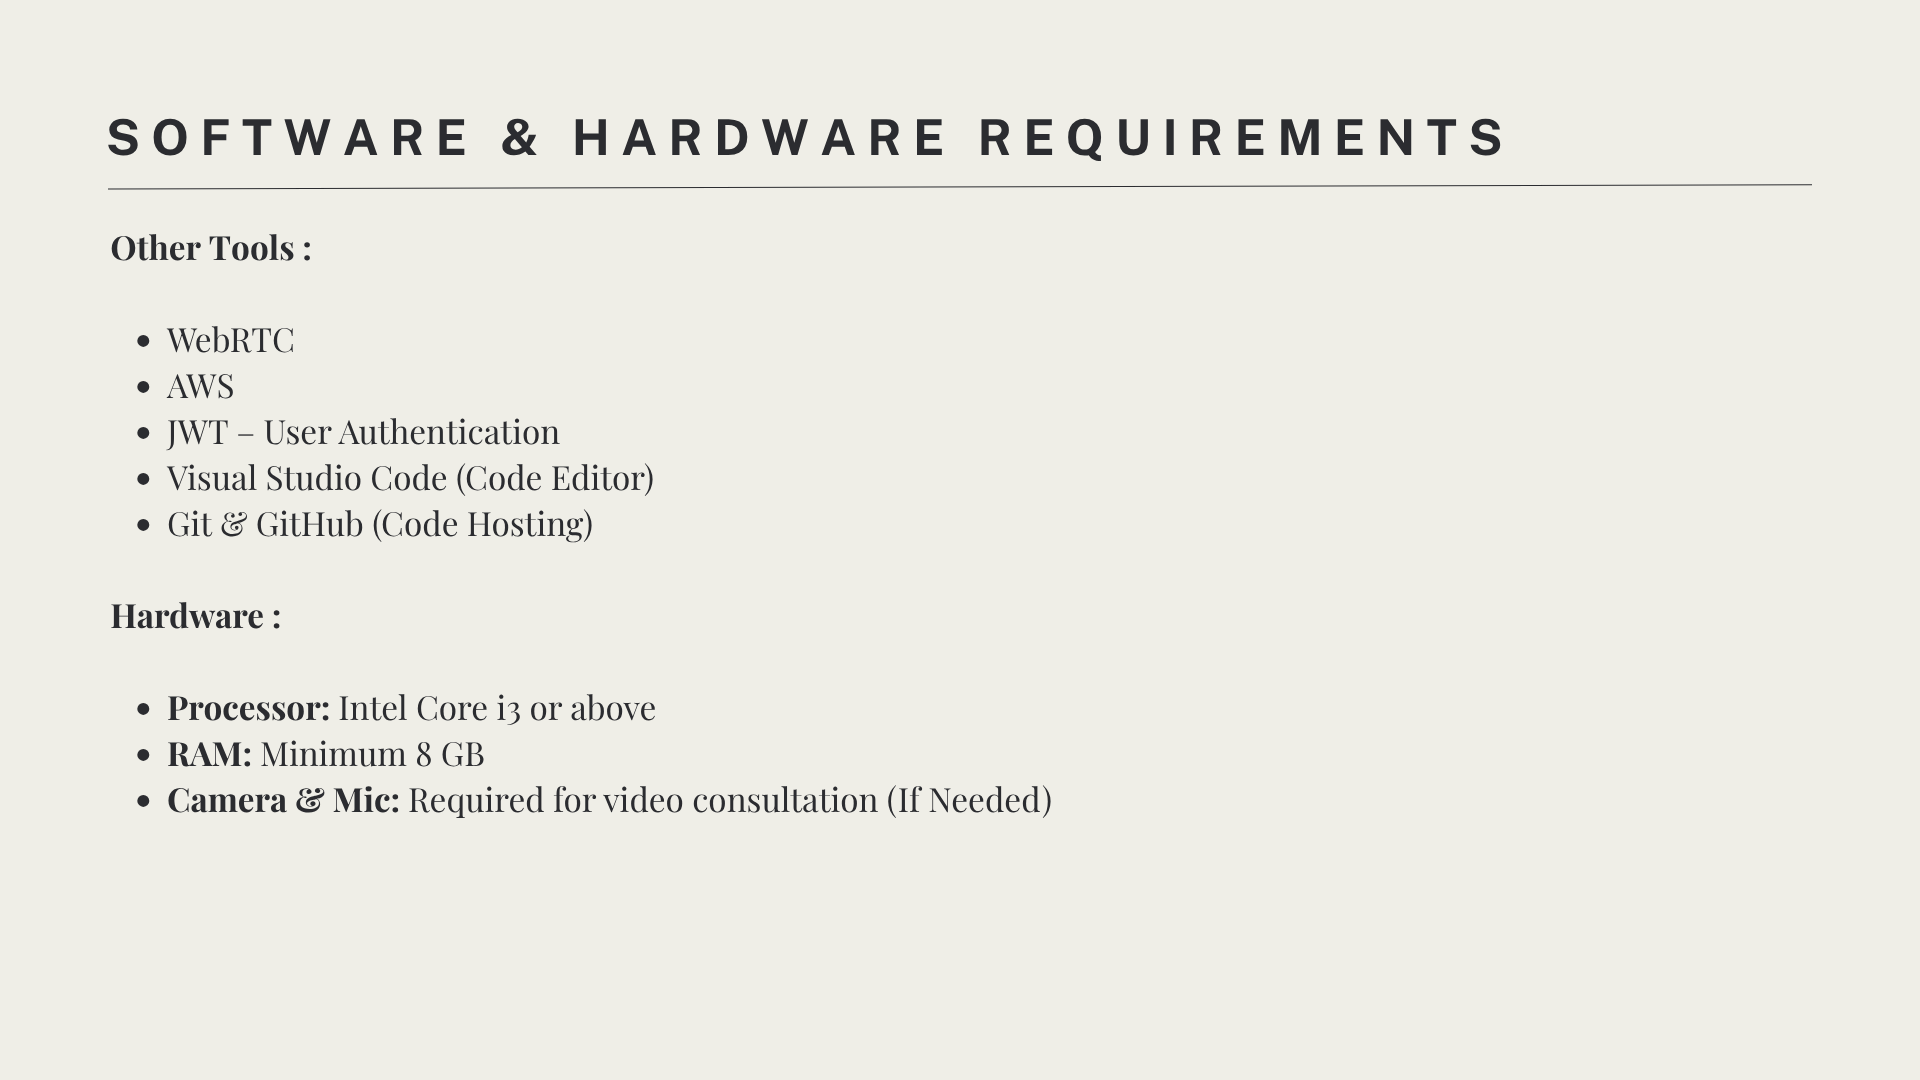 SOFTWARE & HARDWARE REQUIREMENTS
Other Tools :
• WebRTC
• AWS
• JWT – User Authentication
• Visual Studio Code (Code Editor)
• Git & GitHub (Code Hosting)
Hardware :
• Processor: Intel Core i3 or above
• RAM: Minimum 8 GB
• Camera & Mic: Required for video consultation (If Needed)